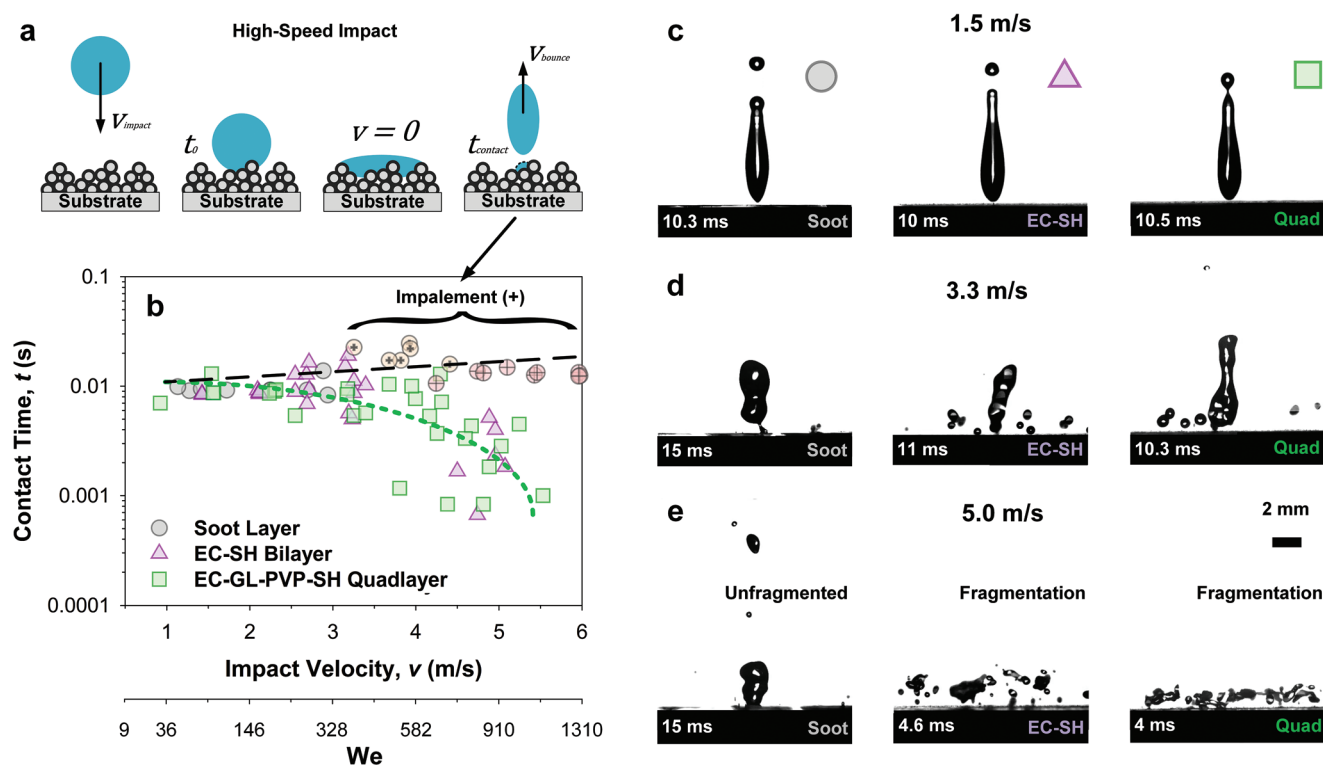 a
High-Speed Impact
Vimpact
t0
v = 0
tcontact
Vbounce
Substrate
Substrate
Substrate
Substrate
b
Impalement (+)
Contact Time, t (s)
0.1
0.01
0.001
0.0001
Soot Layer
EC-SH Bilayer
EC-GL-PVP-SH Quadlayer
1 2 3 4 5 6
Impact Velocity, v (m/s)
9 36 146 328 582 910 1310
We
c
1.5 m/s
10.3 ms Soot
10 ms EC-SH
10.5 ms Quad
d
3.3 m/s
15 ms Soot
11 ms EC-SH
10.3 ms Quad
e
5.0 m/s
2 mm
Unfragmented
Fragmentation
Fragmentation
15 ms Soot
4.6 ms EC-SH
4 ms Quad